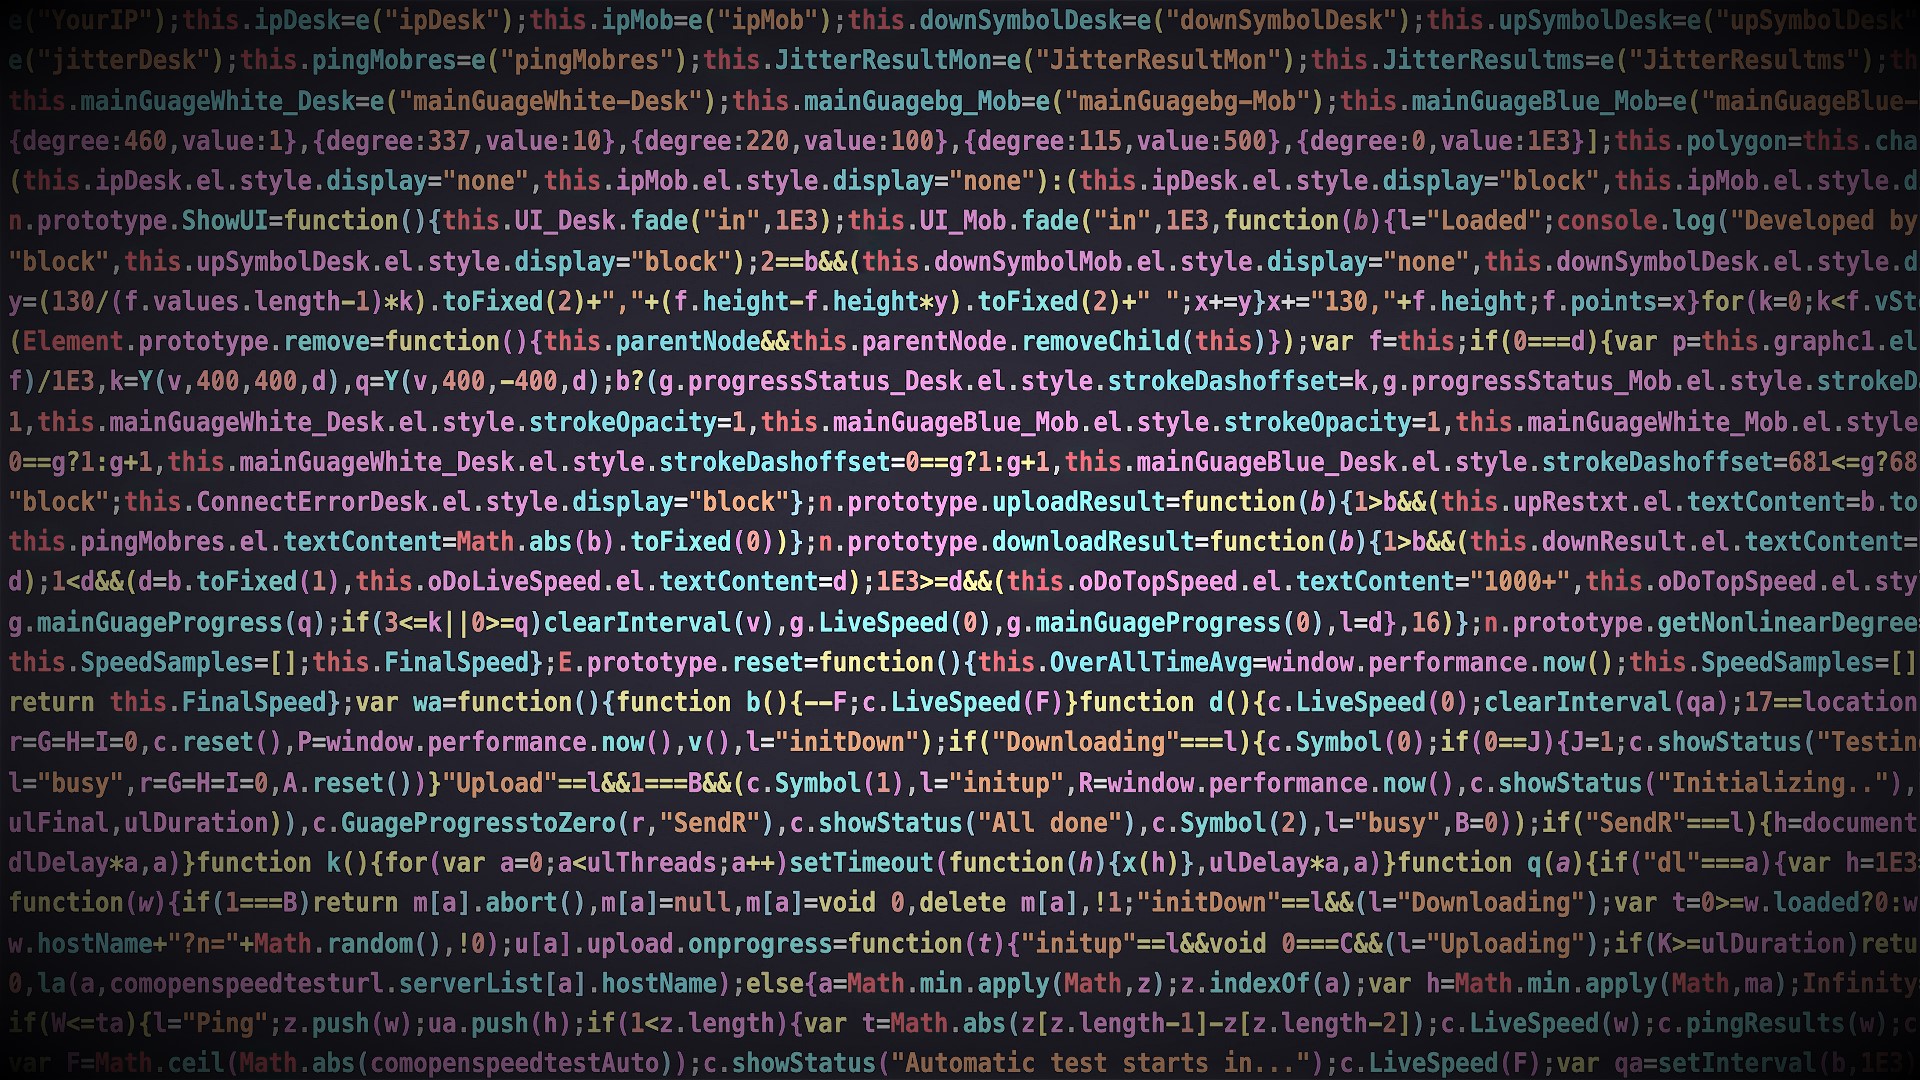 e("YourIP");this.ipDesk=e("ipDesk");this.ipMob=e("ipMob");this.downSymbolDesk=e("downSymbolDesk");this.upSymbolDesk=e("upSymbolDesk"
e("jitterDesk");this.pingMobres=e("pingMobres");this.JitterResultMon=e("JitterResultMon");this.JitterResultms=e("JitterResultms");th
this.mainGuageWhite_Desk=e("mainGuageWhite-Desk");this.mainGuagebg_Mob=e("mainGuagebg-Mob");this.mainGuageBlue_Mob=e("mainGuageBlue-
{degree:460,value:1},{degree:337,value:10},{degree:220,value:100},{degree:115,value:500},{degree:0,value:1E3}];this.polygon=this.cha
(this.ipDesk.el.style.display="none",this.ipMob.el.style.display="none"):(this.ipDesk.el.style.display="block",this.ipMob.el.style.d
n.prototype.ShowUI=function(){this.UI_Desk.fade("in",1E3);this.UI_Mob.fade("in",1E3,function(b){l="Loaded";console.log("Developed by
"block",this.upSymbolDesk.el.style.display="block");2==b&&(this.downSymbolMob.el.style.display="none",this.downSymbolDesk.el.style.d
y=(130/(f.values.length-1)*k).toFixed(2)+","+(f.height-f.height*y).toFixed(2)+" ";x+=y}x+="130,"+f.height;f.points=x}for(k=0;k<f.vSt
(Element.prototype.remove=function(){this.parentNode&&this.parentNode.removeChild(this)});var f=this;if(0===d){var p=this.graphc1.el
f)/1E3,k=Y(v,400,400,d),q=Y(v,400,-400,d);b?(g.progressStatus_Desk.el.style.strokeDashoffset=k,g.progressStatus_Mob.el.style.strokeD
1,this.mainGuageWhite_Desk.el.style.strokeOpacity=1,this.mainGuageBlue_Mob.el.style.strokeOpacity=1,this.mainGuageWhite_Mob.el.style
0==g?1:g+1,this.mainGuageWhite_Desk.el.style.strokeDashoffset=0==g?1:g+1,this.mainGuageBlue_Desk.el.style.strokeDashoffset=681<=g?68
"block";this.ConnectErrorDesk.el.style.display="block"};n.prototype.uploadResult=function(b){1>b&&(this.upRestxt.el.textContent=b.to
this.pingMobres.el.textContent=Math.abs(b).toFixed(0))};n.prototype.downloadResult=function(b){1>b&&(this.downResult.el.textContent=
d);1<d&&(d=b.toFixed(1),this.oDoLiveSpeed.el.textContent=d);1E3>=d&&(this.oDoTopSpeed.el.textContent="1000+",this.oDoTopSpeed.el.sty
g.mainGuageProgress(q);if(3<=k||0>=q)clearInterval(v),g.LiveSpeed(0),g.mainGuageProgress(0),l=d},16)};n.prototype.getNonlinearDegree=
this.SpeedSamples=[];this.FinalSpeed};E.prototype.reset=function(){this.OverAllTimeAvg=window.performance.now();this.SpeedSamples=[]
return this.FinalSpeed};var wa=function(){function b(){--F;c.LiveSpeed(F)}function d(){c.LiveSpeed(0);clearInterval(qa);17==location
r=G=H=I=0,c.reset(),P=window.performance.now(),v(),l="initDown");if("Downloading"===l){c.Symbol(0);if(0==J){J=1;c.showStatus("Testin
l="busy",r=G=H=I=0,A.reset())}"Upload"==l&&1===B&&(c.Symbol(1),l="initup",R=window.performance.now(),c.showStatus("Initializing.."),
ulFinal,ulDuration)),c.GuageProgresstoZero(r,"SendR"),c.showStatus("All done"),c.Symbol(2),l="busy",B=0));if("SendR"===l){h=document
dlDelay*a,a)}function k(){for(var a=0;a<ulThreads;a++)setTimeout(function(h){x(h)},ulDelay*a,a)}function q(a){if("dl"===a){var h=1E3
function(w){if(1===B)return m[a].abort(),m[a]=null,m[a]=void 0,delete m[a],!1;"initDown"==l&&(l="Downloading");var t=0>=w.loaded?0:w
w.hostName+"?n="+Math.random(),!0);u[a].upload.onprogress=function(t){"initup"==l&&void 0===C&&(l="Uploading");if(K>=ulDuration)retu
0,la(a,comopenspeedtesturl.serverList[a].hostName);else{a=Math.min.apply(Math,z);z.indexOf(a);var h=Math.min.apply(Math,ma);Infinity
if(W<=ta){l="Ping";z.push(w);ua.push(h);if(1<z.length){var t=Math.abs(z[z.length-1]-z[z.length-2]);c.LiveSpeed(w);c.pingResults(w);c
var F=Math.ceil(Math.abs(comopenspeedtestAuto));c.showStatus("Automatic test starts in...");c.LiveSpeed(F);var qa=setInterval(b,1E3)